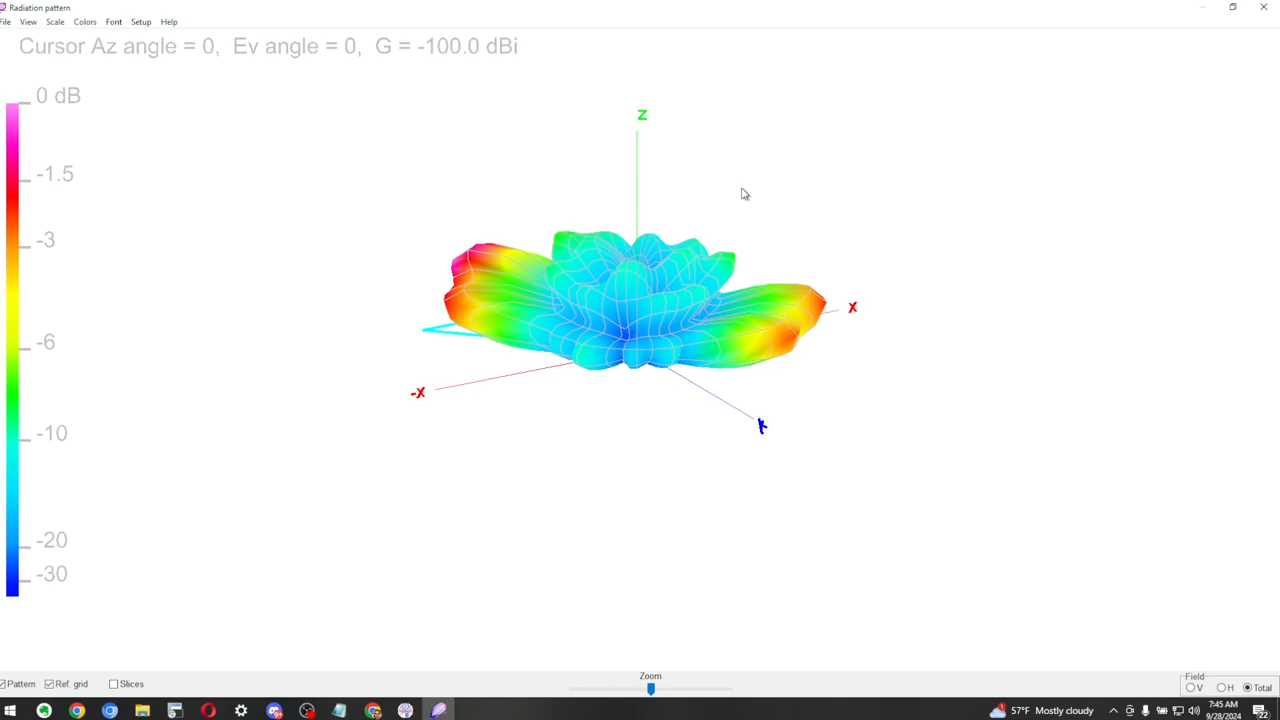 Radiation pattern
File View Scale Colors Font Setup Help
Cursor Az angle = 0, Ev angle = 0, G = -100.0 dBi
0 dB
-1.5
-3
-6
-10
-20
-30
Z
X
-X
Zoom
Pattern Ref. grid Slices
Field
V H Total
57°F Mostly cloudy
7:45 AM
9/28/2024
22